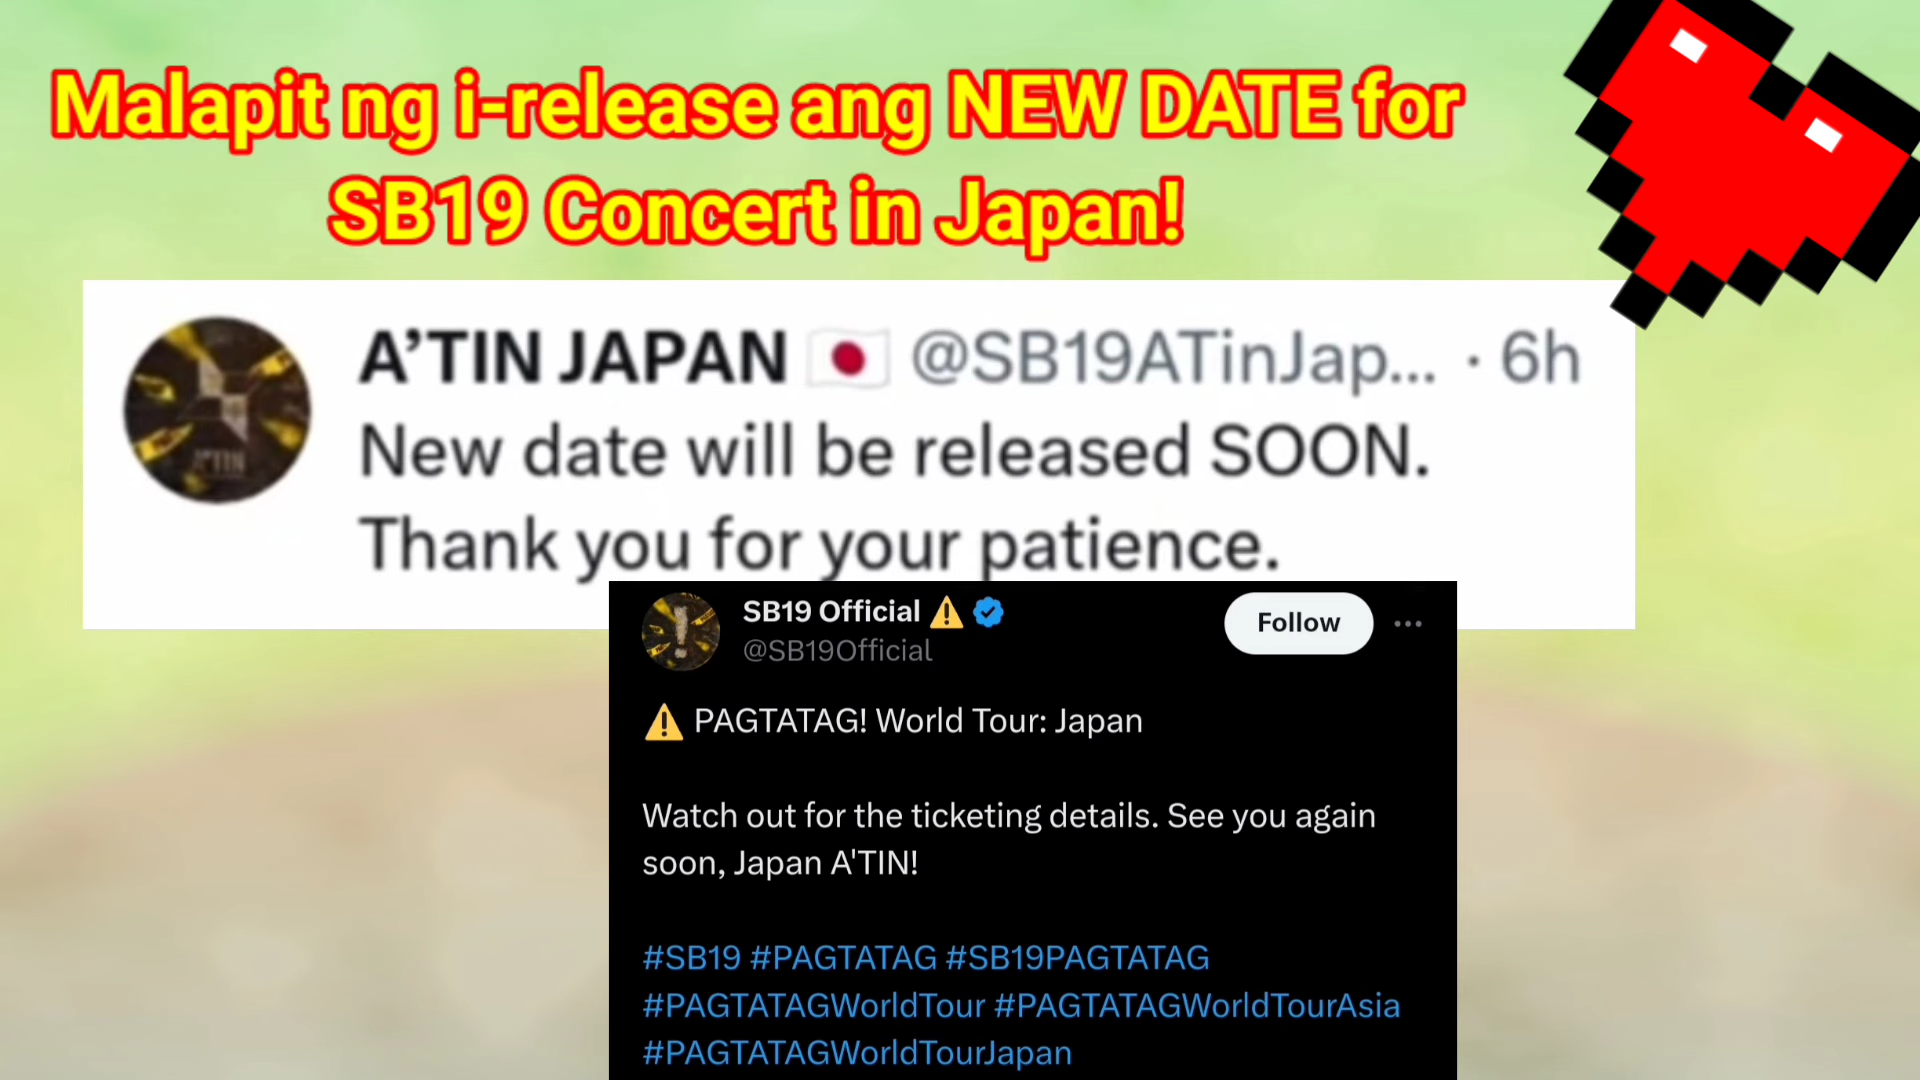 Malapit ng i-release ang NEW DATE for
SB19 Concert in Japan!
A’TIN JAPAN 🇯🇵 @SB19ATinJap... · 6h
New date will be released SOON.
Thank you for your patience.
A'TIN
SB19 Official ⚠️
Follow
@SB19Official
⚠️ PAGTATAG! World Tour: Japan
Watch out for the ticketing details. See you again
soon, Japan A'TIN!
#SB19 #PAGTATAG #SB19PAGTATAG
#PAGTATAGWorldTour #PAGTATAGWorldTourAsia
#PAGTATAGWorldTourJapan